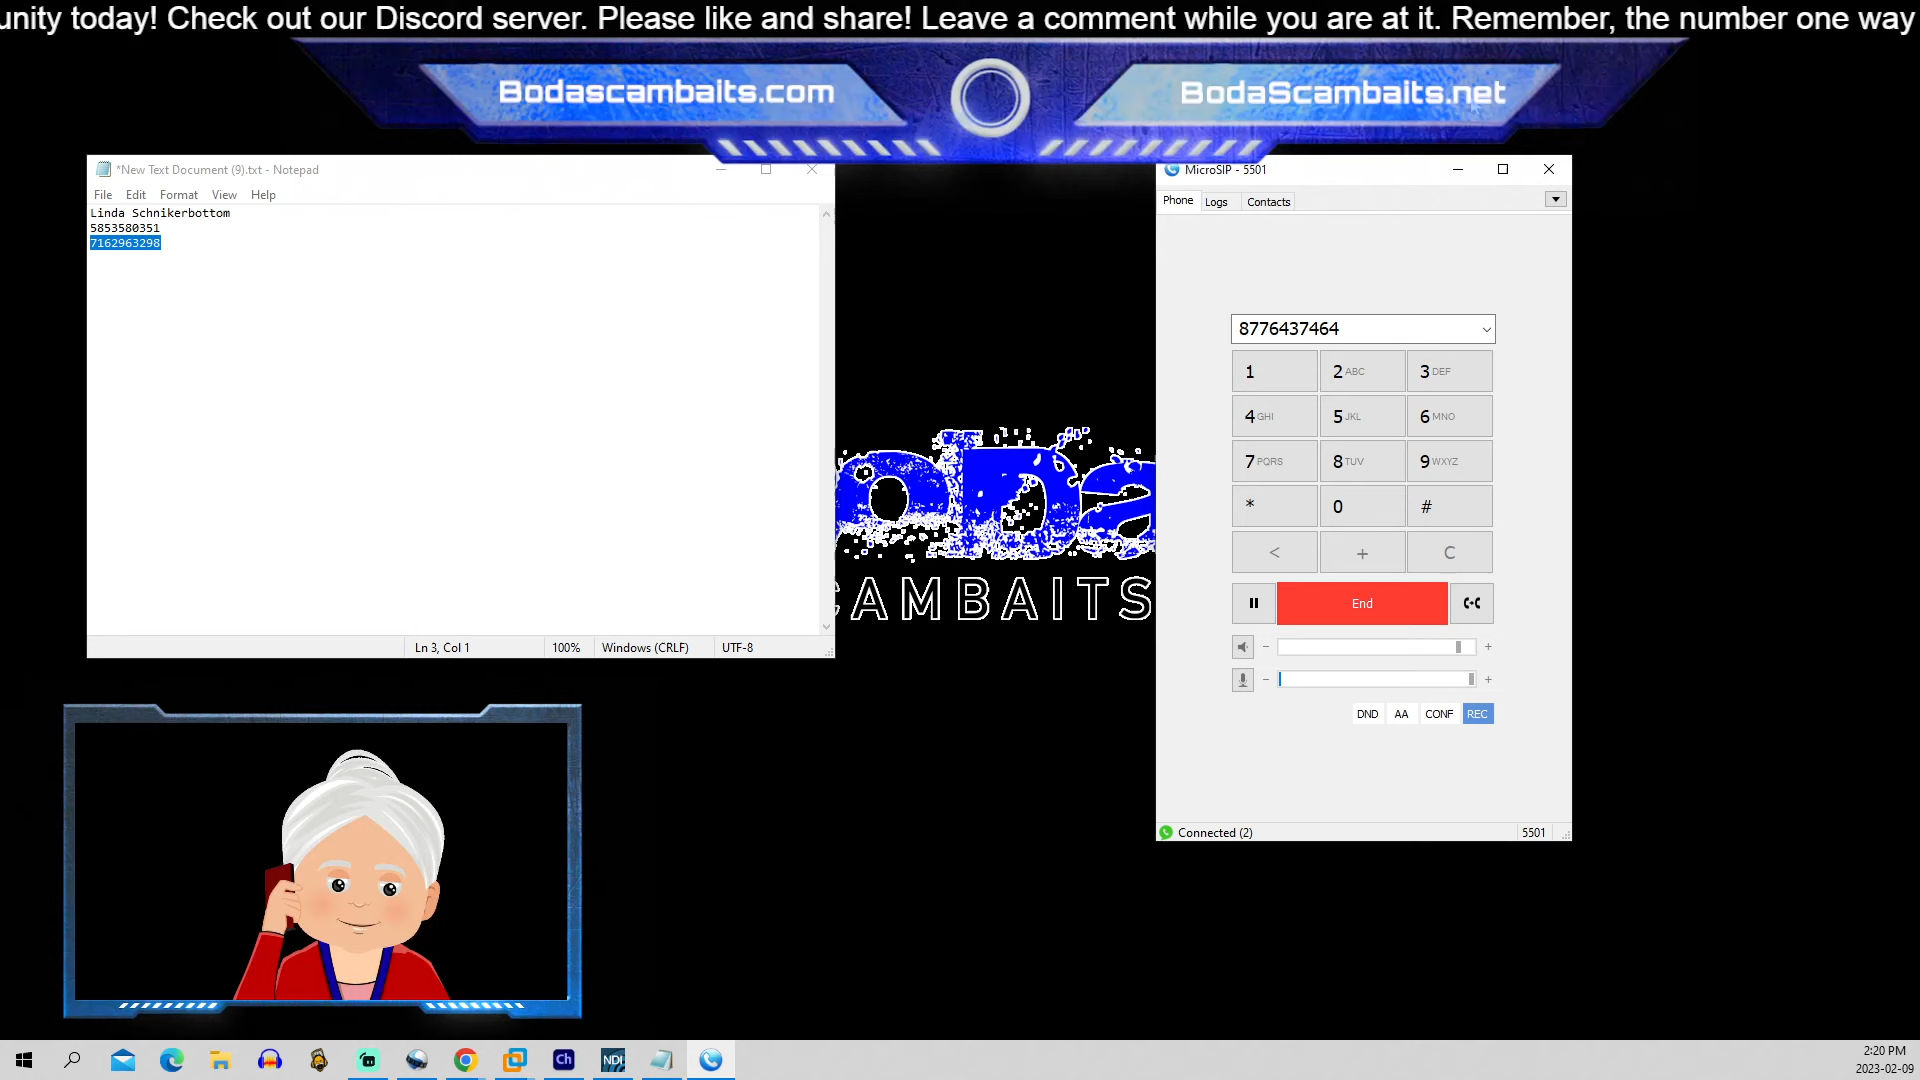 unity today! Check out our Discord server. Please like and share! Leave a comment while you are at it. Remember, the number one way
Bodascambaits.com
BodaScambaits.net
*New Text Document (9).txt - Notepad
File Edit Format View Help
Linda Schnikerbottom
5853580351
7162963298
Ln 3, Col 1 100% Windows (CRLF) UTF-8
MicroSIP - 5501
Phone Logs Contacts
8776437464
1 2 ABC 3 DEF
4 GHI 5 JKL 6 MNO
7 PQRS 8 TUV 9 WXYZ
* 0 #
< + C
End
- +
- +
DND AA CONF REC
Connected (2) 5501
oDa
CAMBAITS
Ch
NDI
2:20 PM
2023-02-09